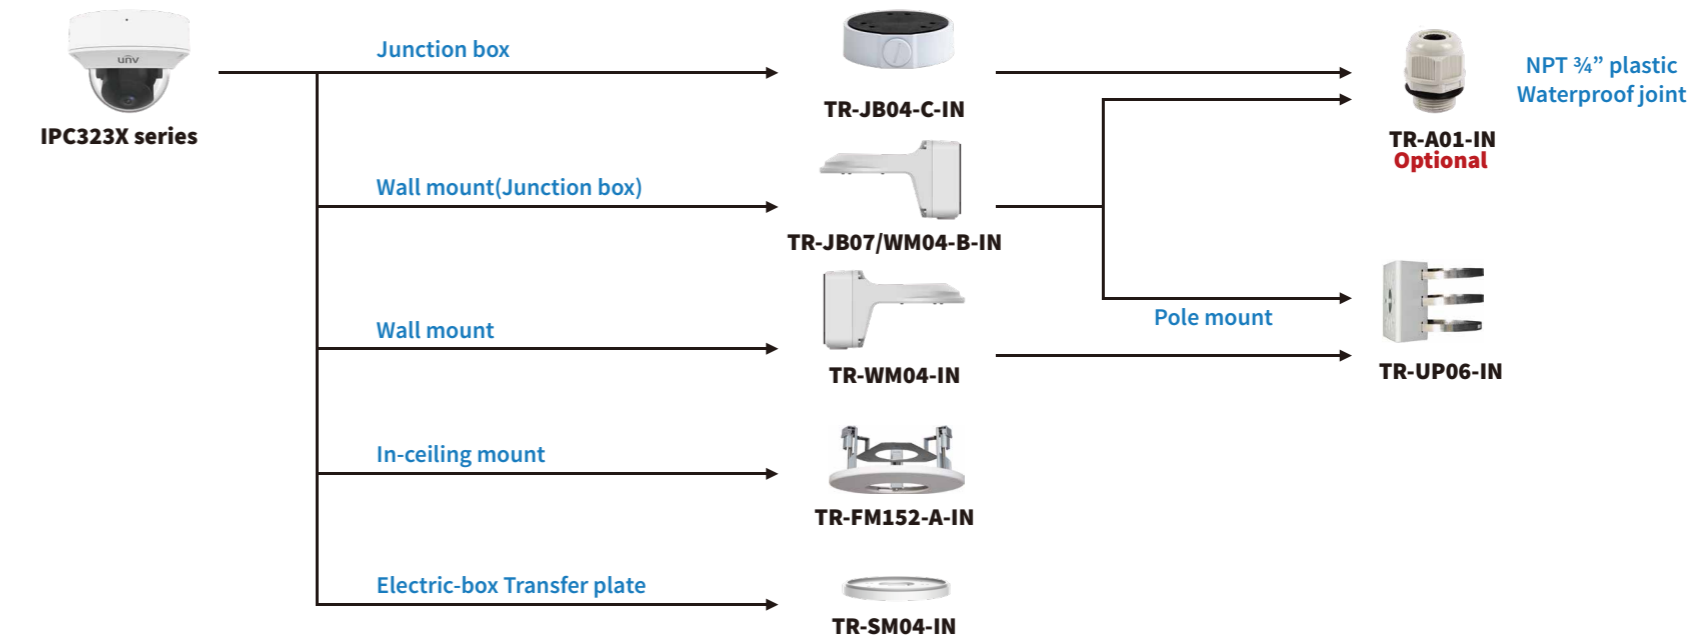 unv
IPC323X series
Junction box
TR-JB04-C-IN
NPT ¾” plastic
Waterproof joint
TR-A01-IN
Optional
Wall mount(Junction box)
TR-JB07/WM04-B-IN
Wall mount
TR-WM04-IN
Pole mount
TR-UP06-IN
In-ceiling mount
TR-FM152-A-IN
Electric-box Transfer plate
TR-SM04-IN